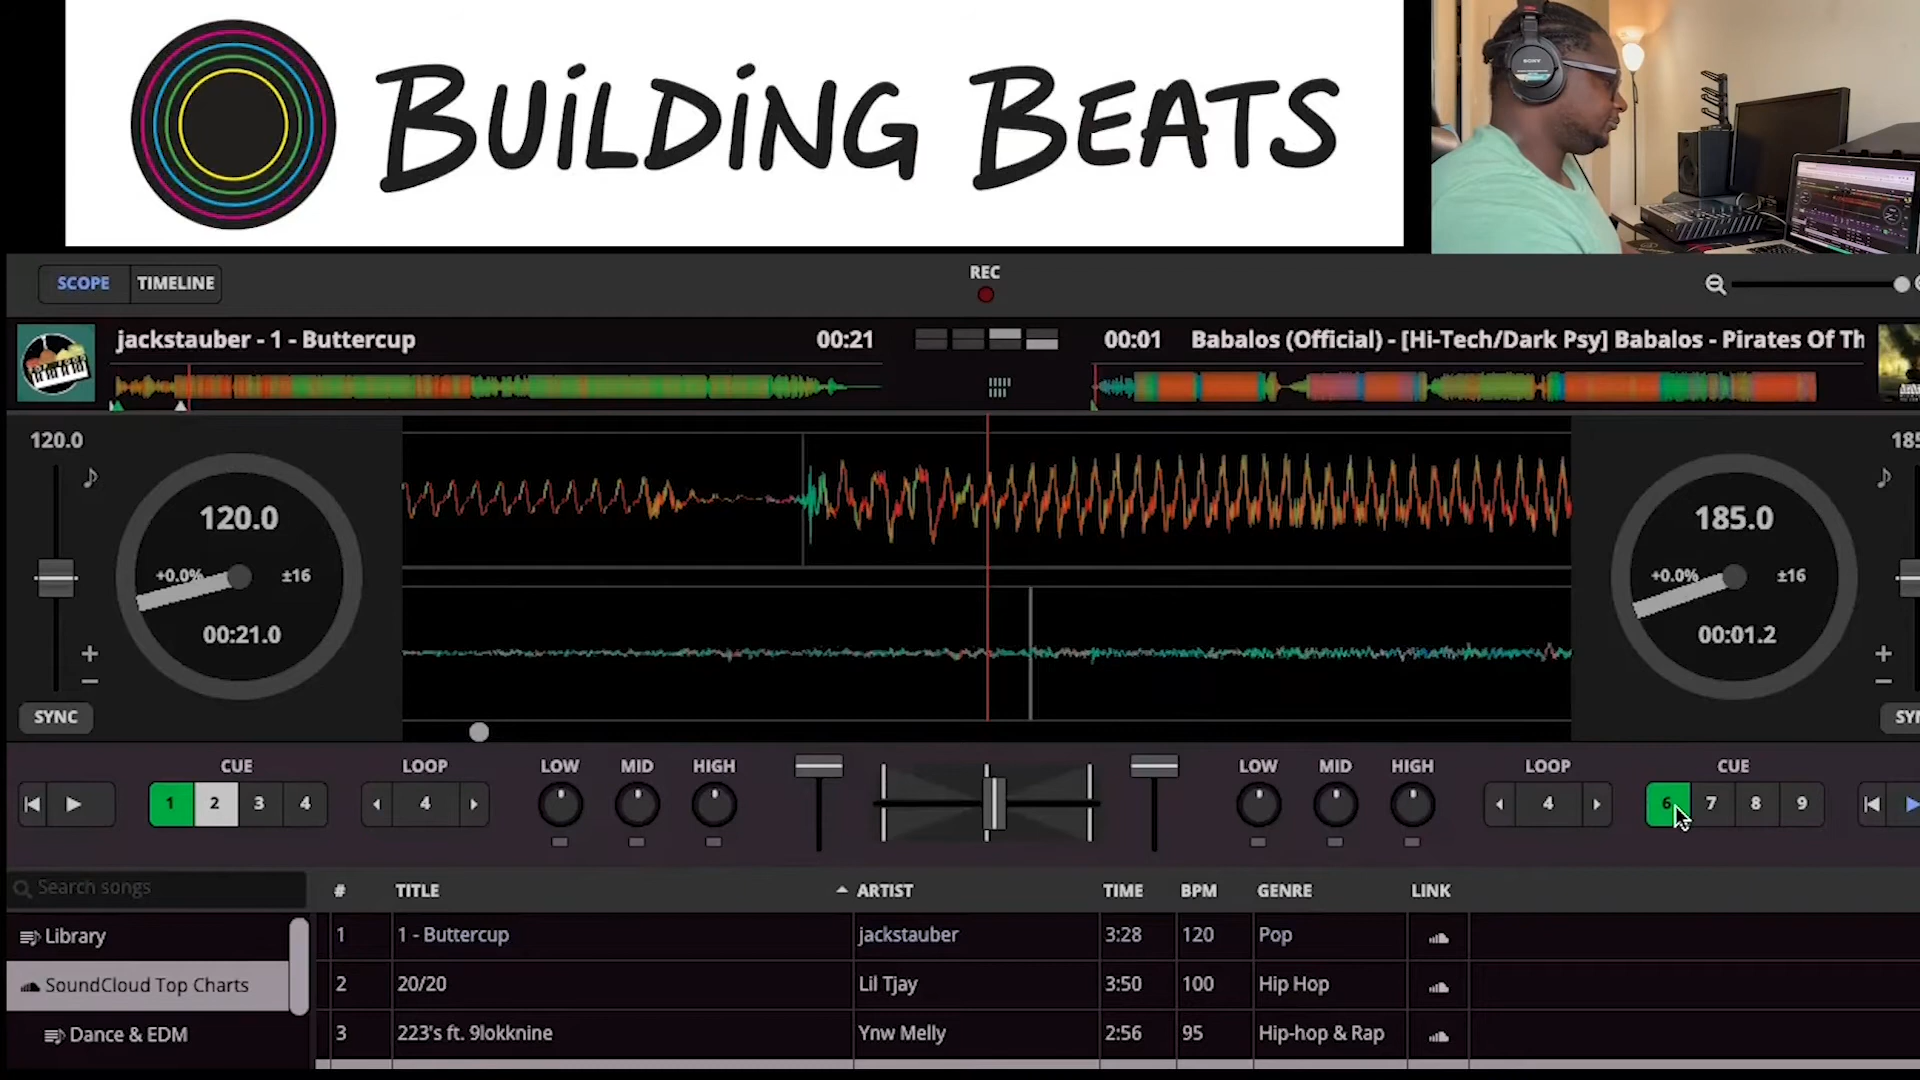 BUiLDiNG BEATS
SONY
SCOPE TIMELINE
REC
jackstauber - 1 - Buttercup 00:21
00:01 Babalos (Official) - [Hi-Tech/Dark Psy] Babalos - Pirates Of Th
120.0
120.0
+0.0% ±16
00:21.0
+
−
SYNC
185
185.0
+0.0% ±16
00:01.2
+
−
SY
CUE LOOP LOW MID HIGH LOW MID HIGH LOOP CUE
1 2 3 4 4 4 6 7 8 9
Search songs
Library
SoundCloud Top Charts
Dance & EDM
# TITLE ARTIST TIME BPM GENRE LINK
1 1 - Buttercup jackstauber 3:28 120 Pop
2 20/20 Lil Tjay 3:50 100 Hip Hop
3 223's ft. 9lokknine Ynw Melly 2:56 95 Hip-hop & Rap